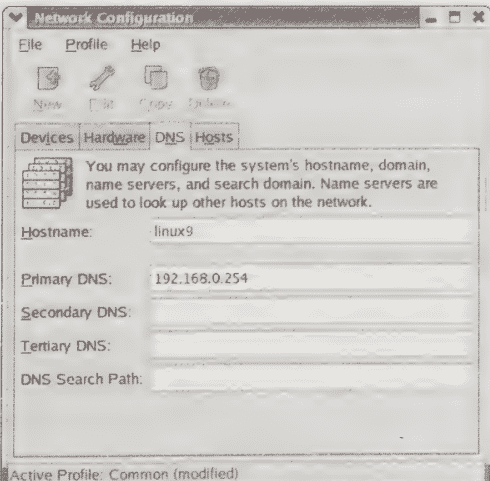 Network Configuration
File Profile Help
New Edit Copy Delete
Devices Hardware DNS Hosts
You may configure the system's hostname, domain,
name servers, and search domain. Name servers are
used to look up other hosts on the network.
Hostname: linux9
Primary DNS: 192.168.0.254
Secondary DNS:
Tertiary DNS:
DNS Search Path:
Active Profile: Common (modified)